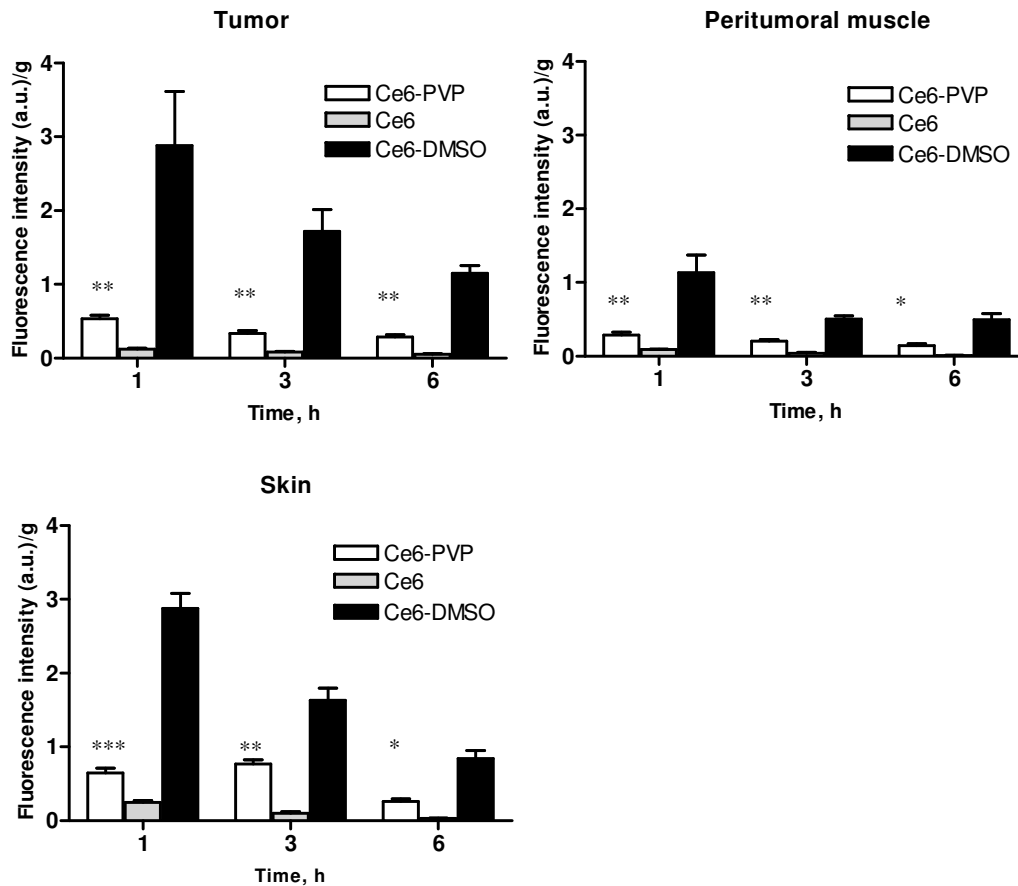 Tumor
Fluorescence intensity (a.u.)/g
4
3
2
1
0
Ce6-PVP
Ce6
Ce6-DMSO
**
**
**
1 3 6
Time, h
Peritumoral muscle
Fluorescence intensity (a.u.)/g
4
3
2
1
0
Ce6-PVP
Ce6
Ce6-DMSO
**
**
*
1 3 6
Time, h
Skin
Fluorescence intensity (a.u.)/g
4
3
2
1
0
Ce6-PVP
Ce6
Ce6-DMSO
***
**
*
1 3 6
Time, h